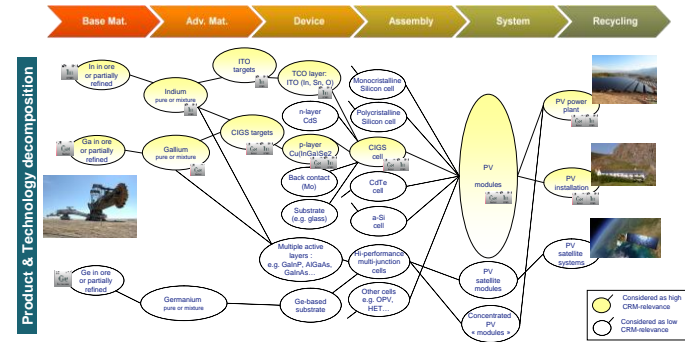 Base Mat.
Adv. Mat.
Device
Assembly
System
Recycling
Product & Technology decomposition
In in ore
or partially
refined
Ga in ore
or partially
refined
Ge in ore
or partially
refined
Indium
pure or mixture
Gallium
pure or mixture
Germanium
pure or mixture
ITO
targets
CIGS targets
TCO layer:
ITO (In, Sn, O)
n-layer
CdS
p-layer
Cu(InGa)Se2
Back contact
(Mo)
Substrate
(e.g. glass)
Multiple active
layers :
e.g. GaInP, AlGaAs,
GaInAs…
Ge-based
substrate
Monocristalline
Silicon cell
Polycristalline
Silicon cell
CIGS
cell
CdTe
cell
a-Si
cell
Hi-performance
multi-junction
cells
Other cells
e.g. OPV,
HET…
PV
modules
PV
satellite
modules
Concentrated
PV
« modules »
PV power
plant
PV
installation
PV satellite
systems
Considered as high
CRM-relevance
Considered as low
CRM-relevance